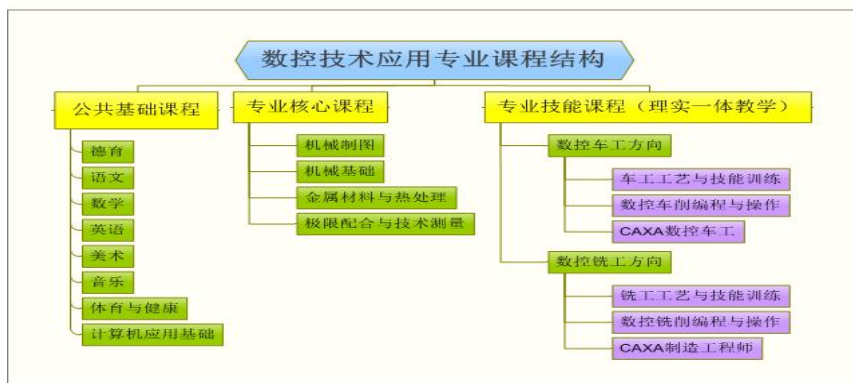 数控技术应用专业课程结构
公共基础课程
德育
语文
数学
英语
美术
音乐
体育与健康
计算机应用基础
专业核心课程
机械制图
机械基础
金属材料与热处理
极限配合与技术测量
专业技能课程（理实一体教学）
数控车工方向
车工工艺与技能训练
数控车削编程与操作
CAXA数控车工
数控铣工方向
铣工工艺与技能训练
数控铣削编程与操作
CAXA制造工程师